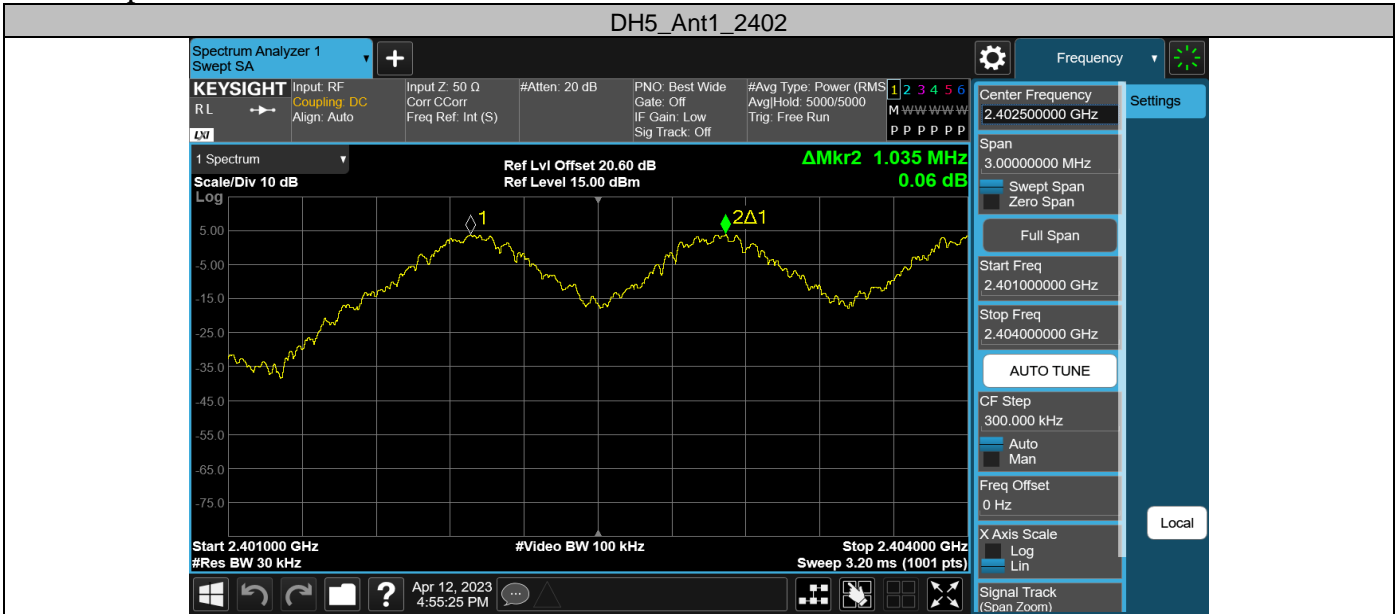 DH5_Ant1_2402
Spectrum Analyzer 1
Swept SA
Frequency
KEYSIGHT
RL
LXI
Input: RF
Coupling: DC
Align: Auto
Input Z: 50 Ω
Corr CCorr
Freq Ref: Int (S)
#Atten: 20 dB
PNO: Best Wide
Gate: Off
IF Gain: Low
Sig Track: Off
#Avg Type: Power (RMS
Avg|Hold: 5000/5000
Trig: Free Run
1 2 3 4 5 6
M W W W W W
P P P P P P
1 Spectrum
Scale/Div 10 dB
Ref Lvl Offset 20.60 dB
Ref Level 15.00 dBm
ΔMkr2 1.035 MHz
0.06 dB
Log
1
2Δ1
5.00
-5.00
-15.0
-25.0
-35.0
-45.0
-55.0
-65.0
-75.0
Start 2.401000 GHz
#Res BW 30 kHz
#Video BW 100 kHz
Stop 2.404000 GHz
Sweep 3.20 ms (1001 pts)
Center Frequency
2.402500000 GHz
Settings
Span
3.00000000 MHz
Swept Span
Zero Span
Full Span
Start Freq
2.401000000 GHz
Stop Freq
2.404000000 GHz
AUTO TUNE
CF Step
300.000 kHz
Auto
Man
Freq Offset
0 Hz
X Axis Scale
Log
Lin
Local
Signal Track
(Span Zoom)
?
Apr 12, 2023
4:55:25 PM